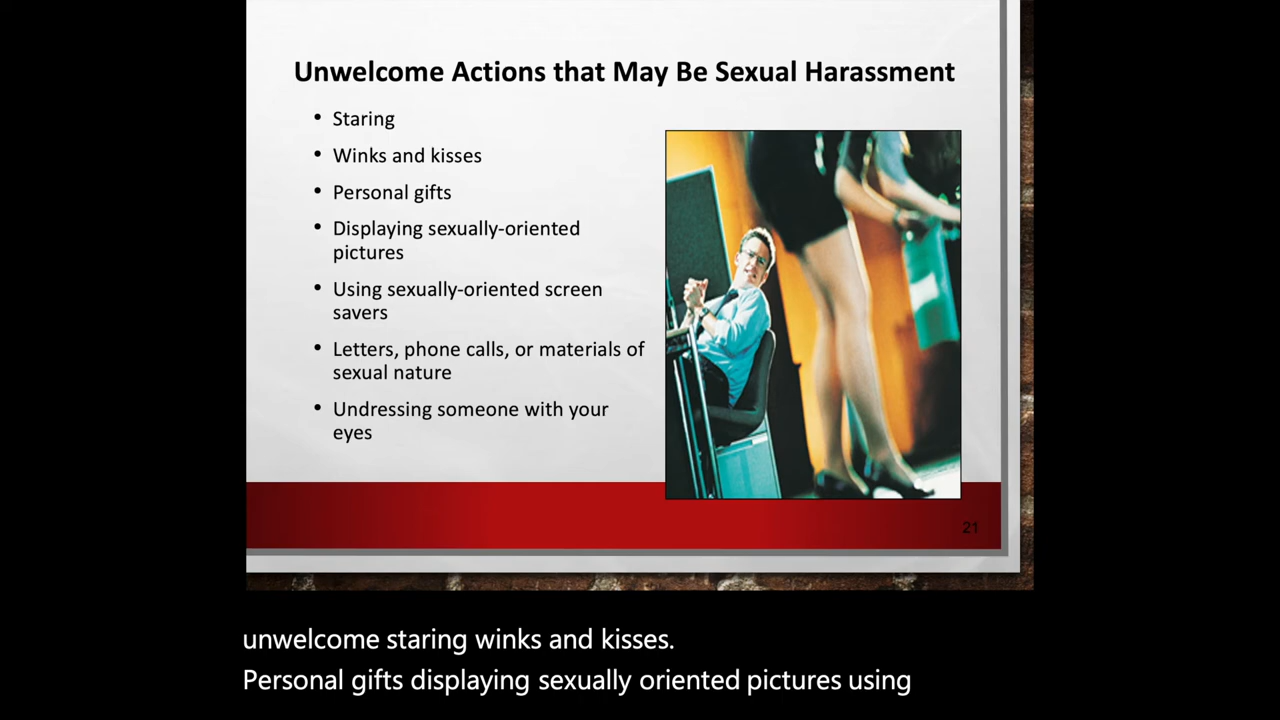 Unwelcome Actions that May Be Sexual Harassment
• Staring
• Winks and kisses
• Personal gifts
• Displaying sexually-oriented
pictures
• Using sexually-oriented screen
savers
• Letters, phone calls, or materials of
sexual nature
• Undressing someone with your
eyes
21
unwelcome staring winks and kisses.
Personal gifts displaying sexually oriented pictures using